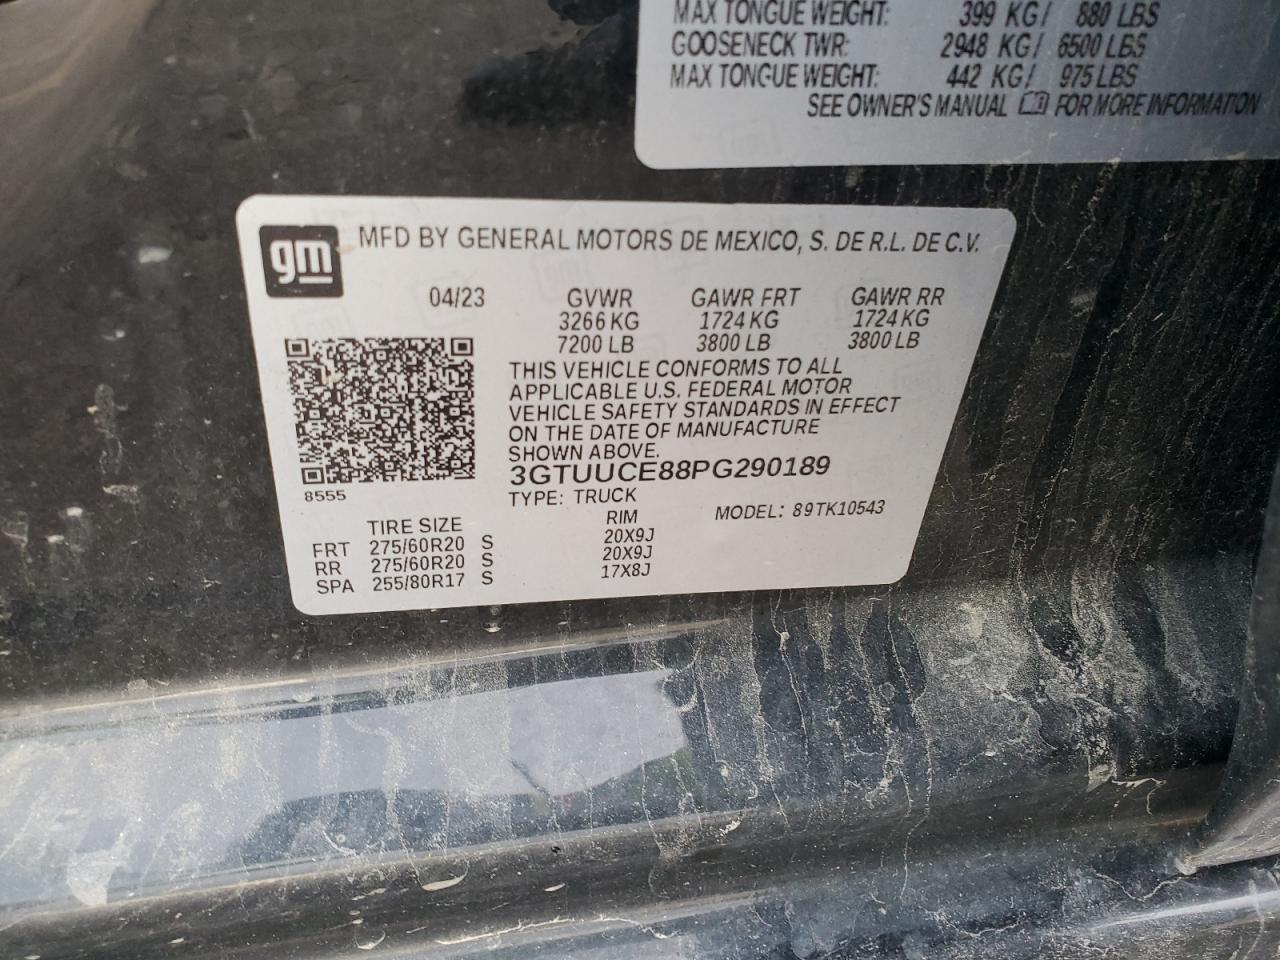 MAX TONGUE WEIGHT: 399 KG/ 880 LBS
GOOSENECK TWR: 2948 KG/ 6500 LBS
MAX TONGUE WEIGHT: 442 KG/ 975 LBS
SEE OWNER'S MANUAL FOR MORE INFORMATION
gm MFD BY GENERAL MOTORS DE MEXICO, S. DE R.L. DE C.V.
04/23 GVWR GAWR FRT GAWR RR
3266 KG 1724 KG 1724 KG
7200 LB 3800 LB 3800 LB
THIS VEHICLE CONFORMS TO ALL
APPLICABLE U.S. FEDERAL MOTOR
VEHICLE SAFETY STANDARDS IN EFFECT
ON THE DATE OF MANUFACTURE
SHOWN ABOVE.
3GTUUCE88PG290189
8555 TYPE: TRUCK
MODEL: 89TK10543
TIRE SIZE RIM
FRT 275/60R20 S 20X9J
RR 275/60R20 S 20X9J
SPA 255/80R17 S 17X8J